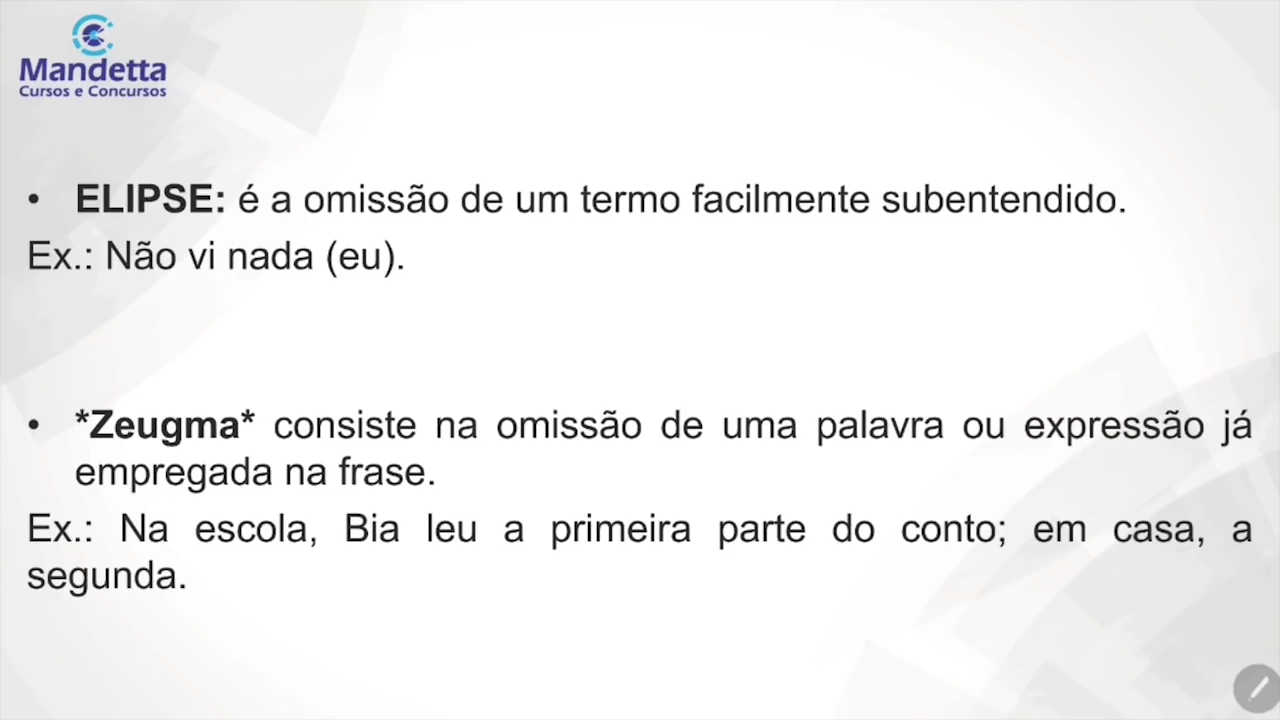 Mandetta
Cursos e Concursos
• ELIPSE: é a omissão de um termo facilmente subentendido.
Ex.: Não vi nada (eu).
• *Zeugma* consiste na omissão de uma palavra ou expressão já
empregada na frase.
Ex.: Na escola, Bia leu a primeira parte do conto; em casa, a
segunda.